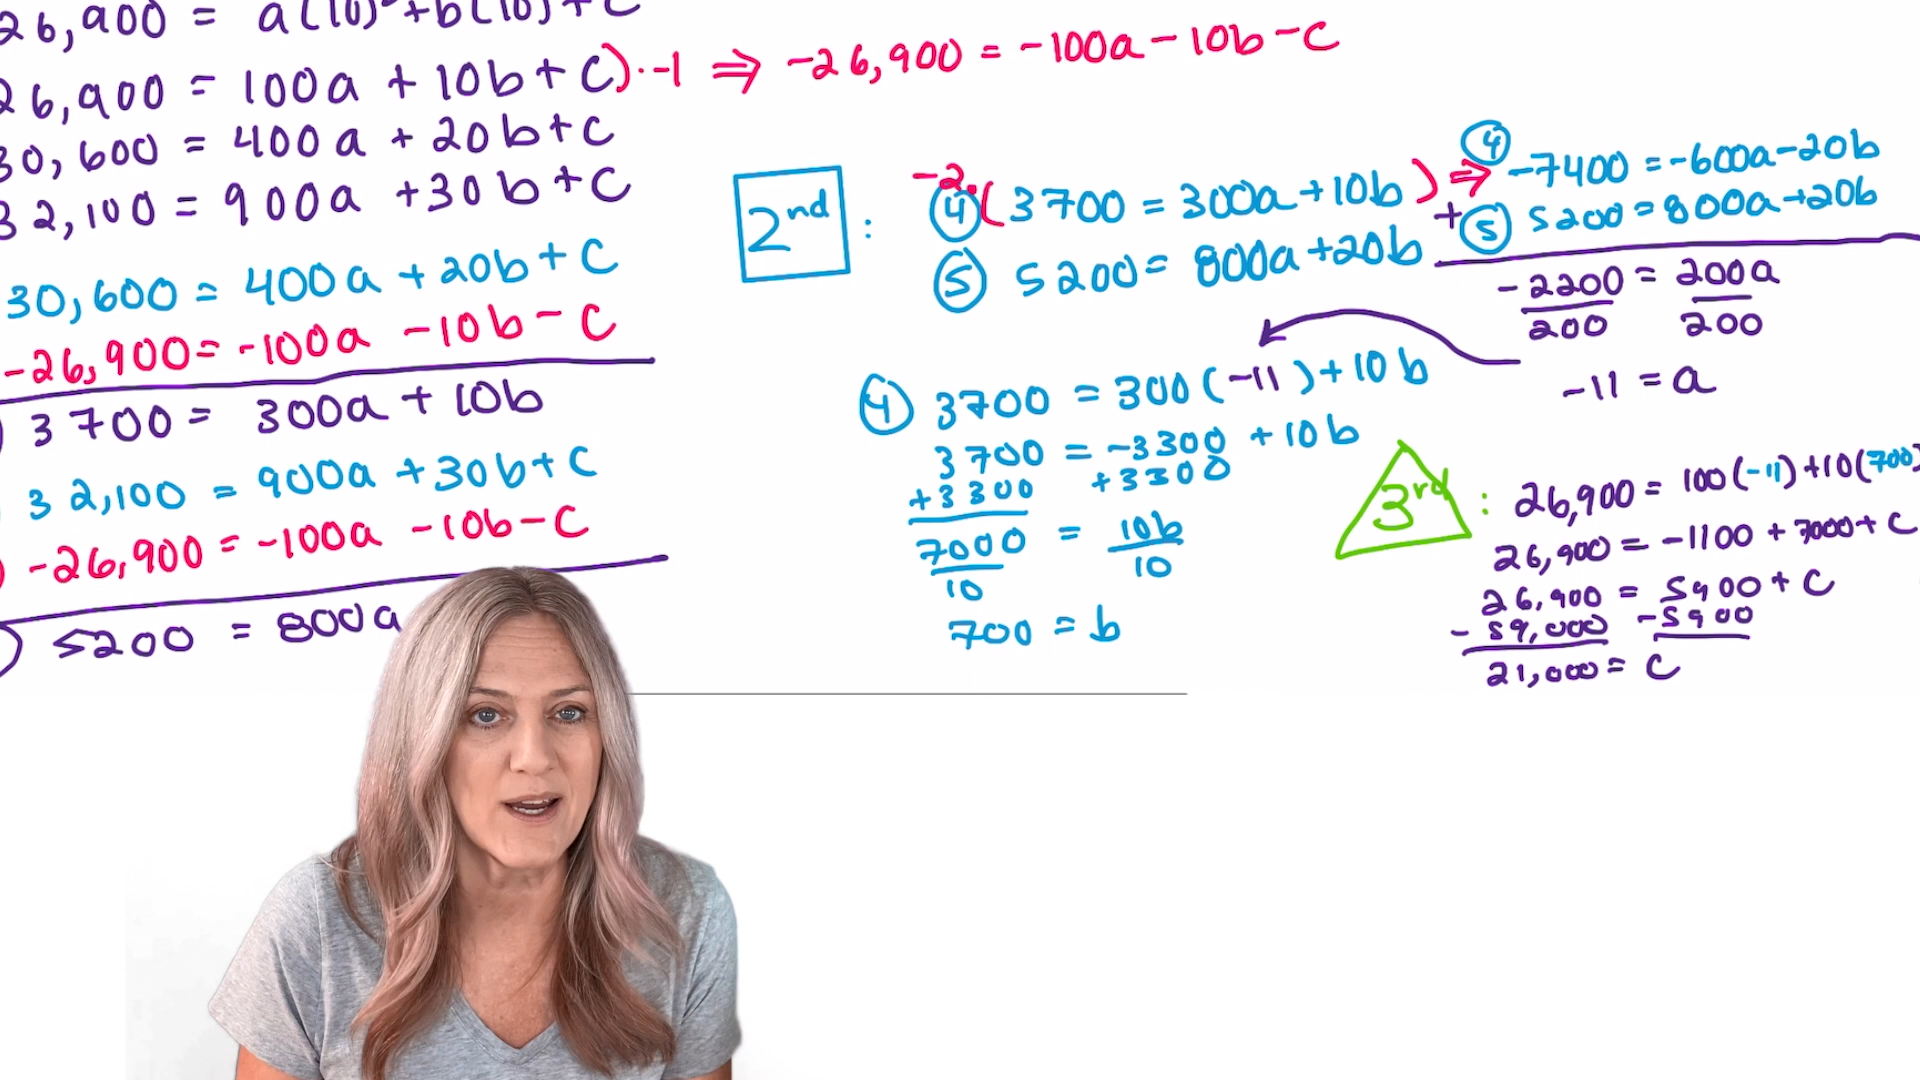 26,900 = a(10)²+b(10)+C
26,900 = 100a + 10b + C)·-1 ⇒ -26,900 = -100a - 10b - C
30,600 = 400a + 20b+C
32,100 = 900a +30b+C
30,600 = 400a +20b+C
-26,900= -100a -10b-C
3700 = 300a + 10b
32,100 = 900a +30b+C
-26,900 = -100a -10b-C
5200 = 800a
2nd :
-2·
④(3700 = 300a+10b) ⇒
⑤ 5200= 800a+20b
④ -7400 =-600a-20b
+⑤ 5200=800a+20b
-2200 = 200a
200 200
-11 = a
④ 3700 = 300(-11)+10b
3700 = -3300 +10b
+3300 +3300
7000 = 10b
10 10
700 = b
3rd : 26,900 = 100(-11)+10(700)
26,900 = -1100 + 7000+ C
26,900 = 5900 + C
- 59,000 -5900
21,000 = C